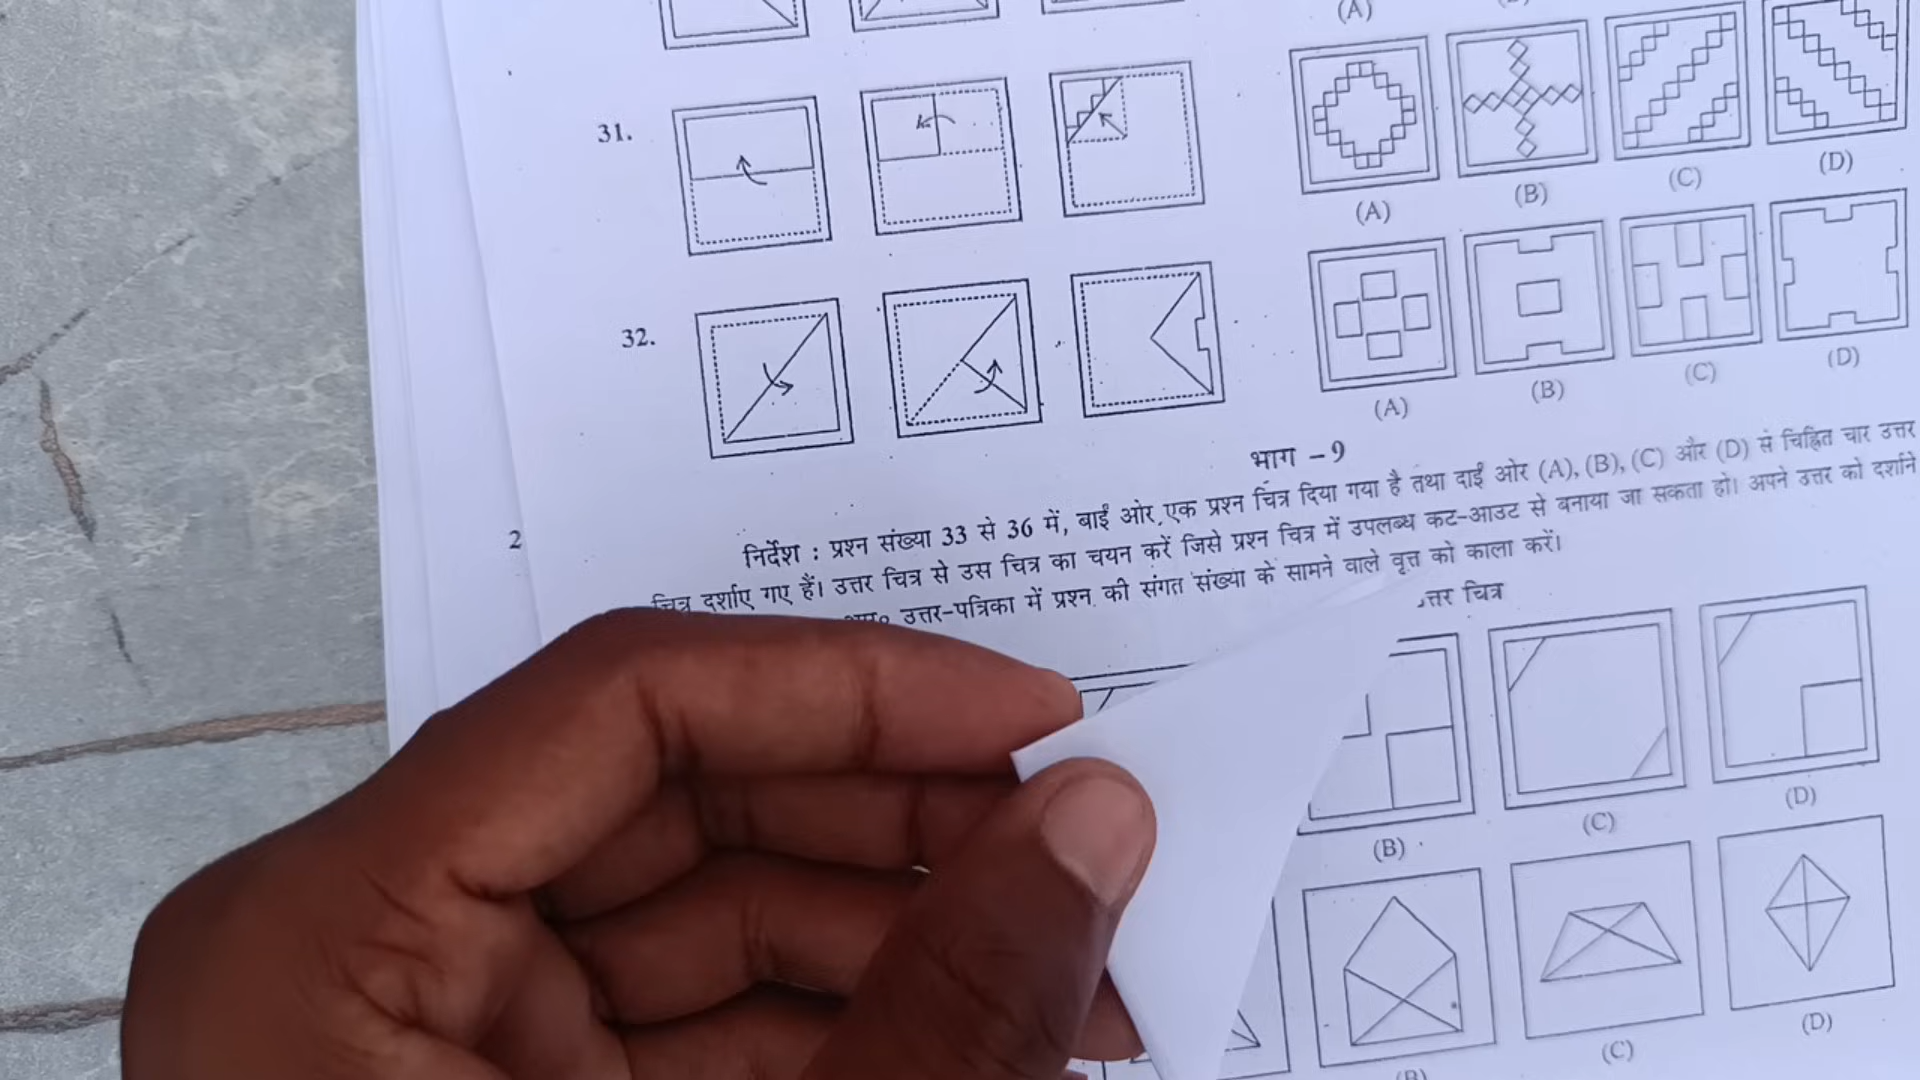 (A)
31.
(A)
(B)
(C)
(D)
32.
(A)
(B)
(C)
(D)
भाग – 9
2
निर्देश : प्रश्न संख्या 33 से 36 में, बाईं ओर एक प्रश्न चित्र दिया गया है तथा दाईं ओर (A), (B), (C) और (D) से चिह्नित चार उत्तर
चित्र दर्शाए गए हैं। उत्तर चित्र से उस चित्र का चयन करें जिसे प्रश्न चित्र में उपलब्ध कट-आउट से बनाया जा सकता हो। अपने उत्तर को दर्शाने
उत्तर-पत्रिका में प्रश्न की संगत संख्या के सामने वाले वृत्त को काला करें।
चित्र
(B)
(C)
(D)
(B)
(C)
(D)